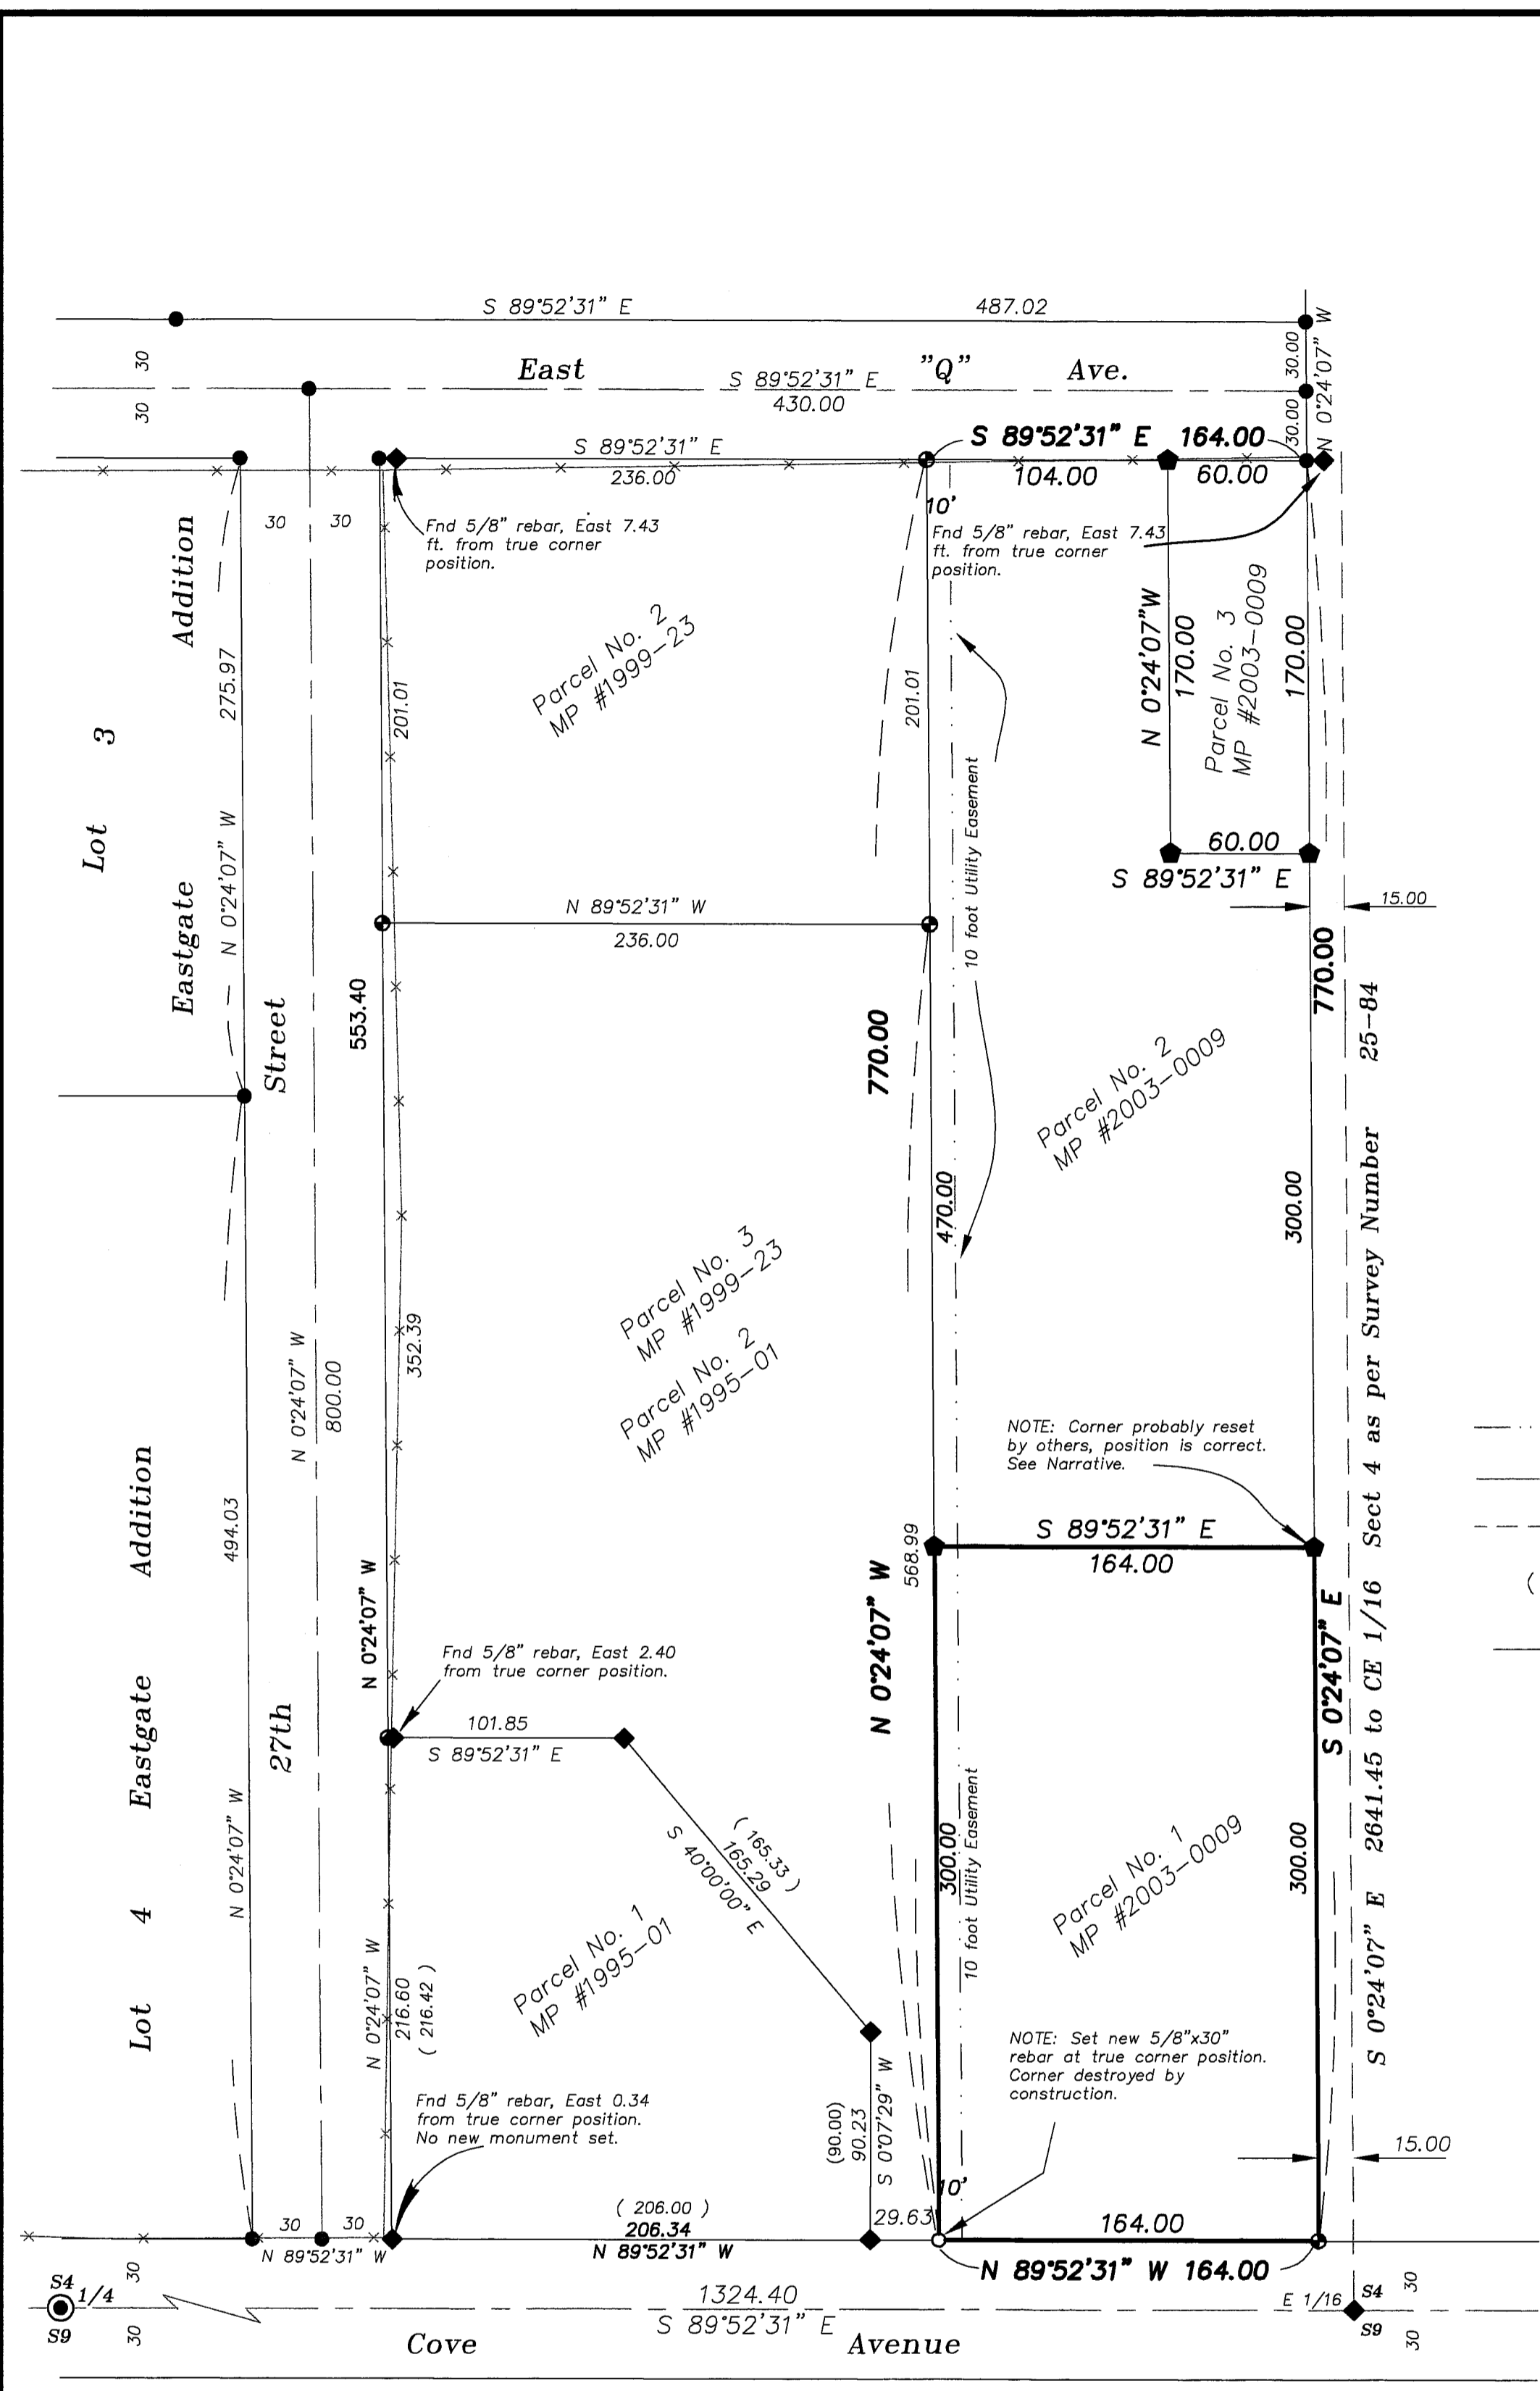 S 89°52'31" E 487.02
30
East "Q" Ave.
S 89°52'31" E
430.00
30
30.00
30.00
N 0°24'07" W
S 89°52'31" E
236.00
S 89°52'31" E 164.00
104.00
60.00
30 30
Fnd 5/8" rebar, East 7.43
ft. from true corner
position.
10'
Fnd 5/8" rebar, East 7.43
ft. from true corner
position.
Lot 3 Eastgate Addition
275.97
N 0°24'07" W
201.01
Parcel No. 2
MP #1999-23
201.01
10 foot Utility Easement
N 0°24'07"W
170.00
Parcel No. 3
MP #2003-0009
170.00
60.00
S 89°52'31" E
15.00
N 89°52'31" W
236.00
553.40
770.00
770.00
27th Street
Parcel No. 2
MP #2003-0009
470.00
300.00
Parcel No. 3
MP #1999-23
Parcel No. 2
MP #1995-01
352.39
N 0°24'07" W
800.00
Lot 4 Eastgate Addition
494.03
N 0°24'07" W
NOTE: Corner probably reset
by others, position is correct.
See Narrative.
S 89°52'31" E
164.00
568.99
N 0°24'07" W
N 0°24'07" W
S 0°24'07" E
S 0°24'07" E 2641.45 to CE 1/16 Sect 4 as per Survey Number 25-84
Fnd 5/8" rebar, East 2.40
from true corner position.
101.85
S 89°52'31" E
( 165.33 )
165.29
S 40°00'00" E
300.00
10 foot Utility Easement
Parcel No. 1
MP #2003-0009
300.00
Parcel No. 1
MP #1995-01
N 0°24'07" W
216.60
( 216.42 )
NOTE: Set new 5/8"x30"
rebar at true corner position.
Corner destroyed by
construction.
Fnd 5/8" rebar, East 0.34
from true corner position.
No new monument set.
(90.00)
90.23
S 0°07'29" W
10'
15.00
30 30
N 89°52'31" W
( 206.00 )
206.34
N 89°52'31" W
29.63
164.00
N 89°52'31" W 164.00
30
S4
1/4
S9
30
1324.40
S 89°52'31" E
E 1/16
S4
S9
30
30
Cove Avenue
(